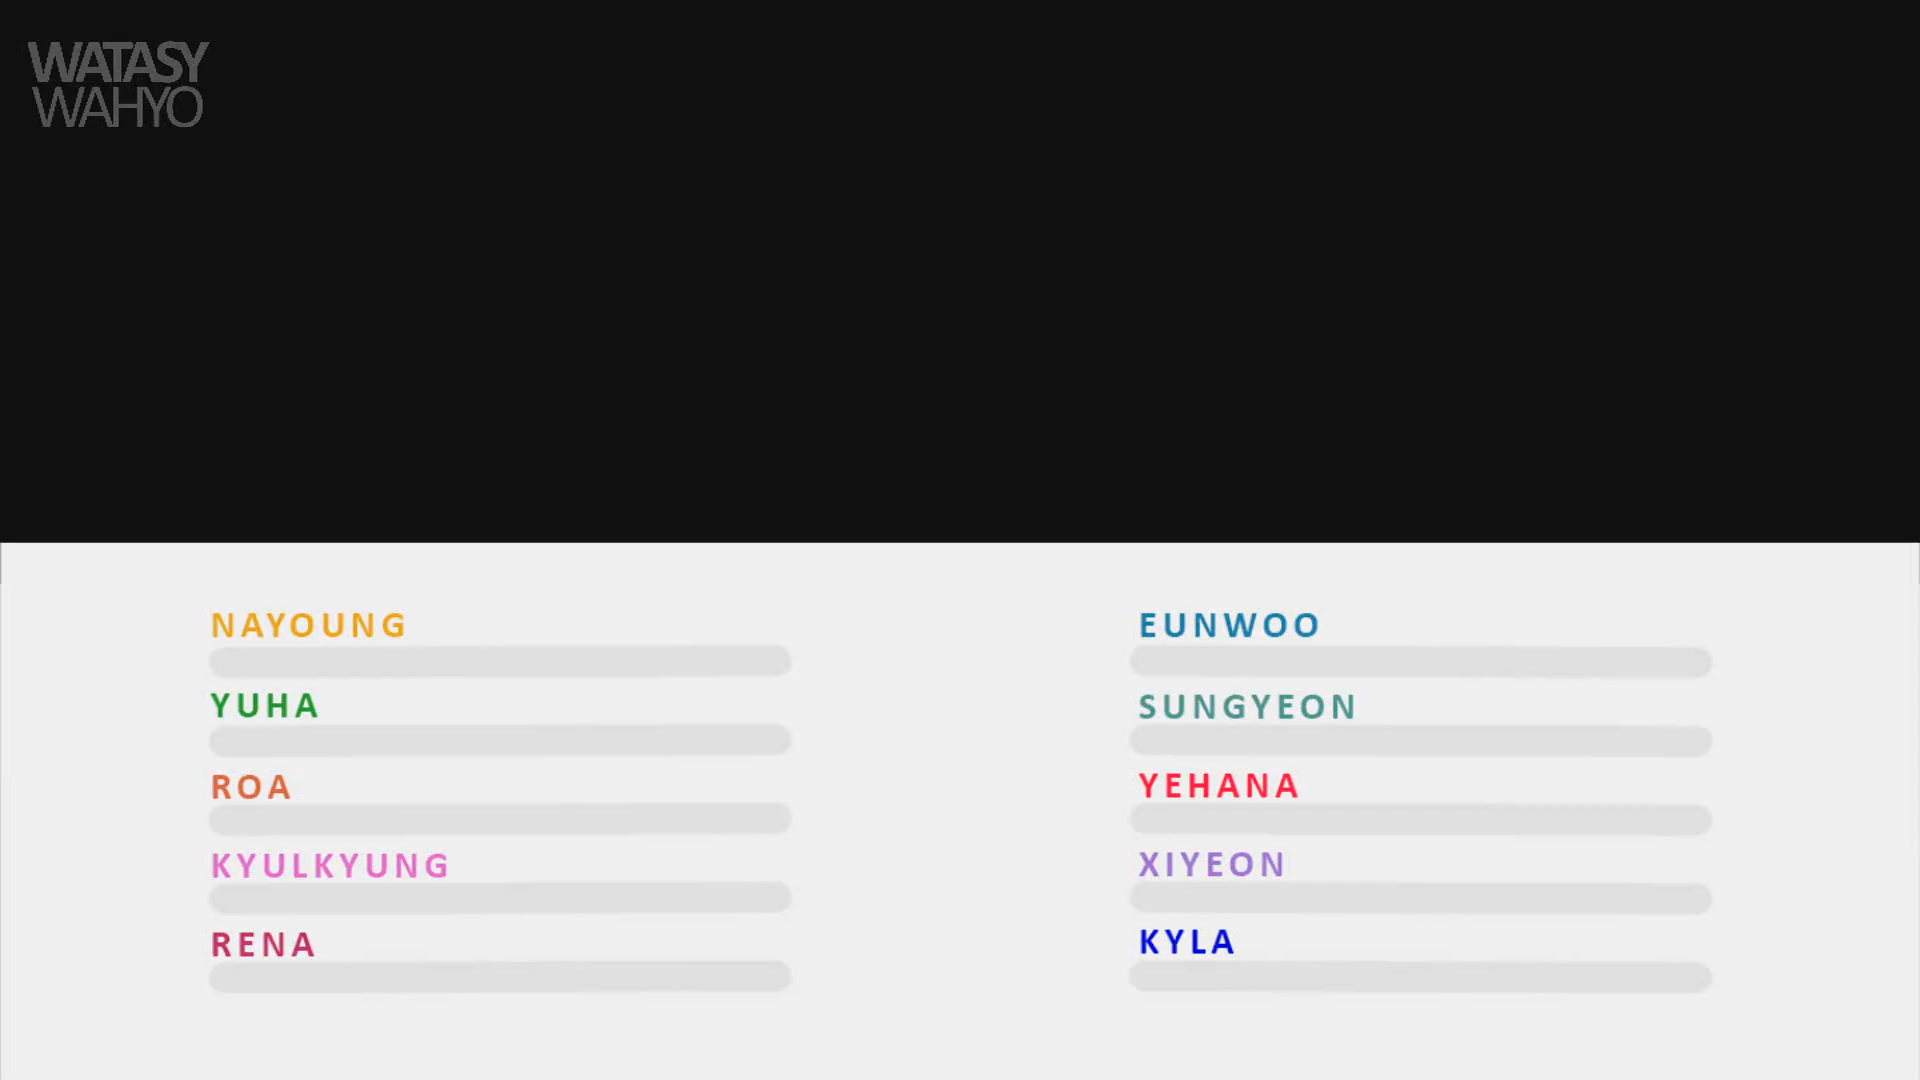 WATASY
WAHYO
NAYOUNG
YUHA
ROA
KYULKYUNG
RENA
EUNWOO
SUNGYEON
YEHANA
XIYEON
KYLA